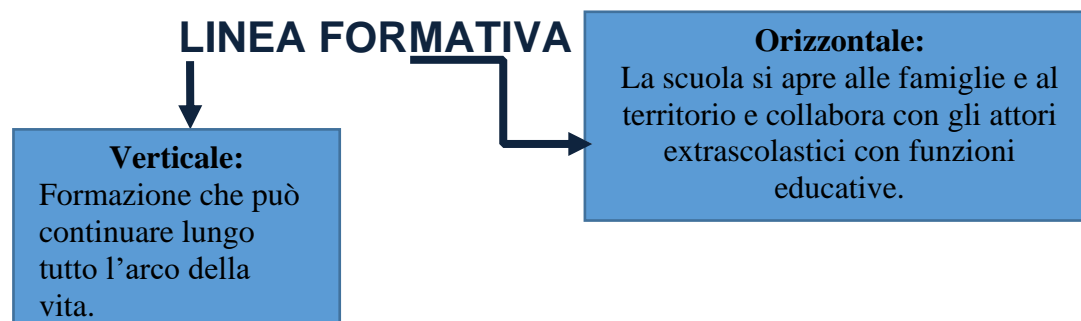 LINEA FORMATIVA
Orizzontale:
La scuola si apre alle famiglie e al
territorio e collabora con gli attori
extrascolastici con funzioni
educative.
Verticale:
Formazione che può
continuare lungo
tutto l’arco della
vita.